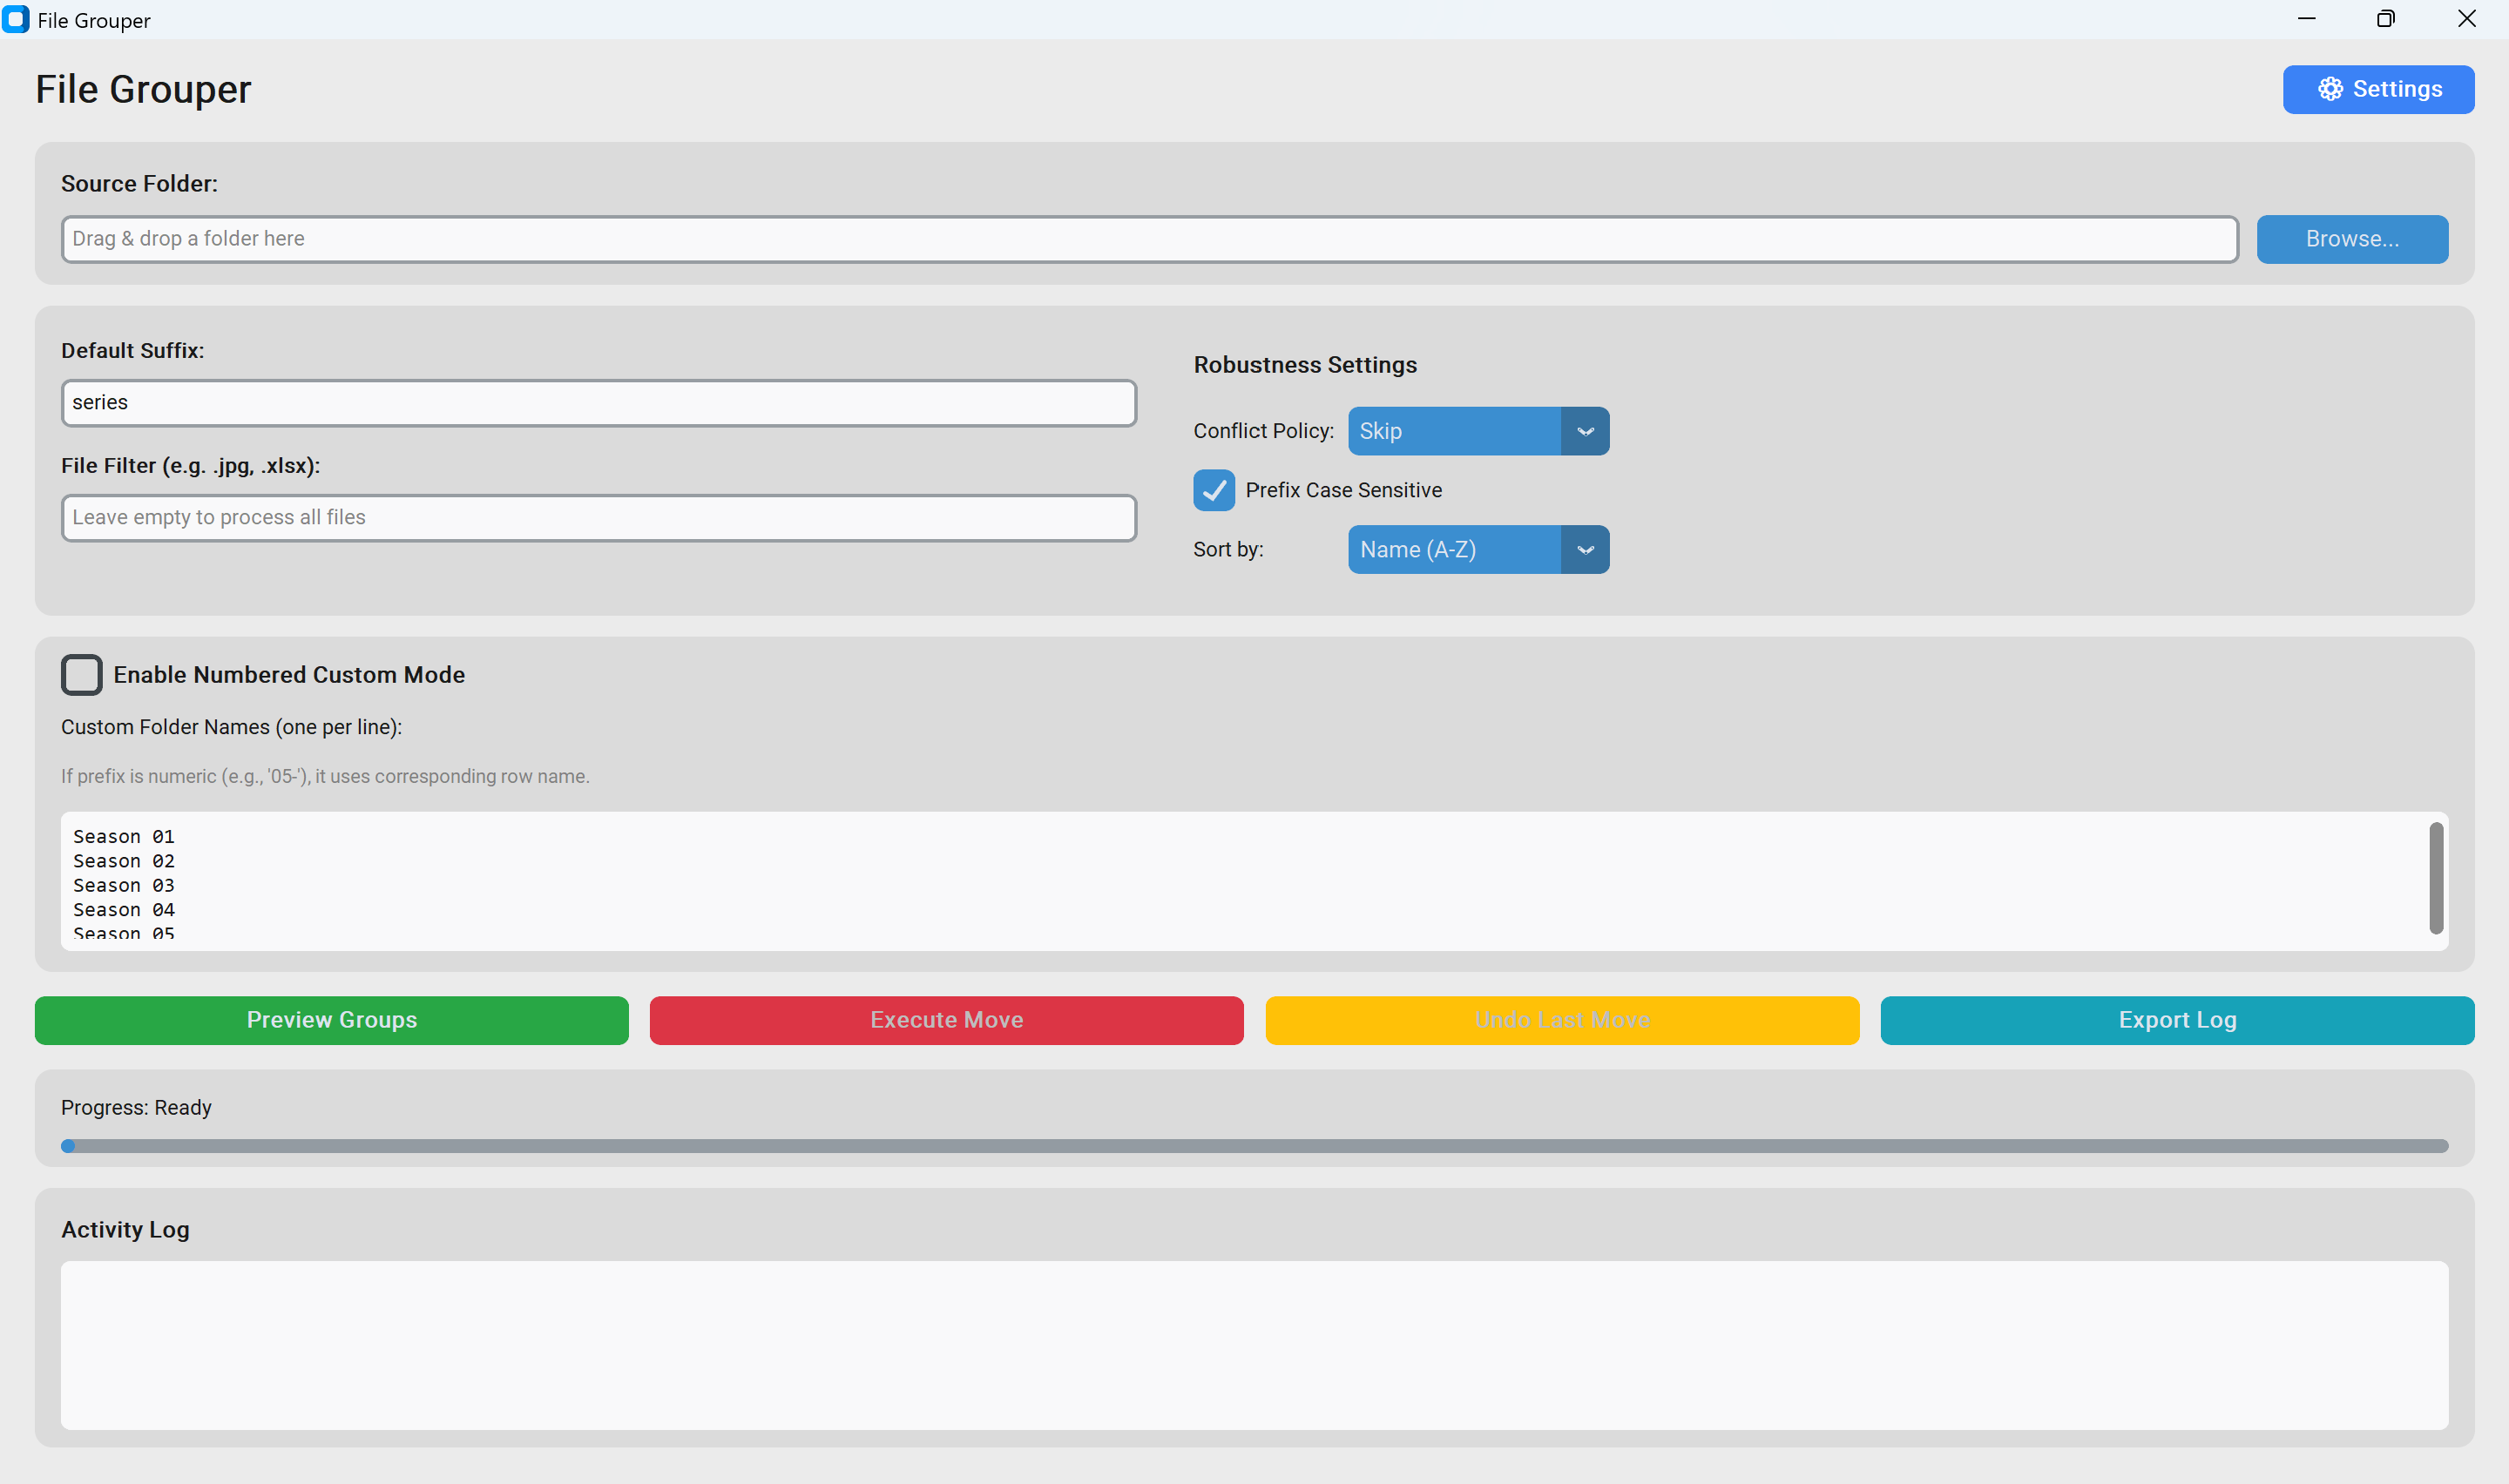 File Grouper
File Grouper
Settings
Source Folder:
Drag & drop a folder here
Browse...
Default Suffix:
series
File Filter (e.g. .jpg, .xlsx):
Leave empty to process all files
Robustness Settings
Conflict Policy:
Skip
Prefix Case Sensitive
Sort by:
Name (A-Z)
Enable Numbered Custom Mode
Custom Folder Names (one per line):
If prefix is numeric (e.g., '05-'), it uses corresponding row name.
Season 01
Season 02
Season 03
Season 04
Season 05
Preview Groups
Execute Move
Undo Last Move
Export Log
Progress: Ready
Activity Log